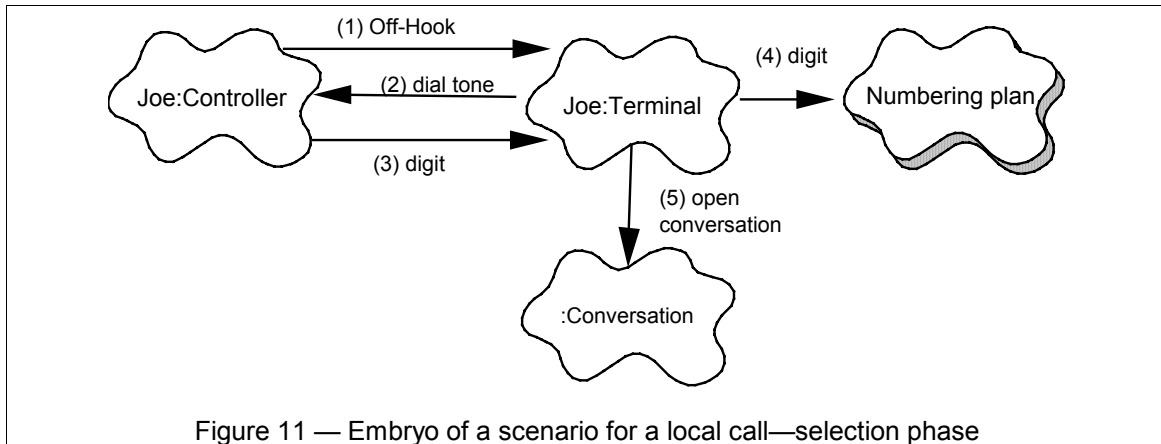 (1) Off-Hook
(4) digit
Joe:Controller
(2) dial tone
Joe:Terminal
Numbering plan
(3) digit
(5) open
conversation
:Conversation
Figure 11 — Embryo of a scenario for a local call—selection phase